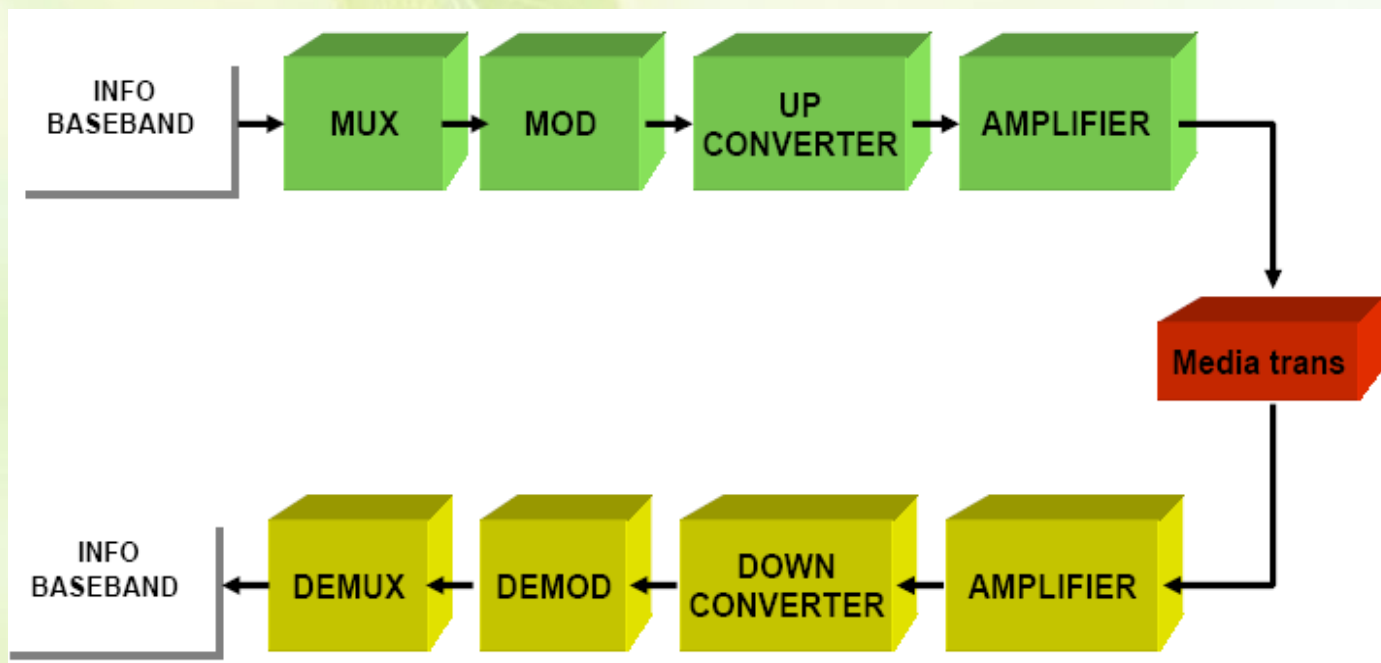 INFO
BASEBAND
MUX
MOD
UP
CONVERTER
AMPLIFIER
Media trans
INFO
BASEBAND
DEMUX
DEMOD
DOWN
CONVERTER
AMPLIFIER